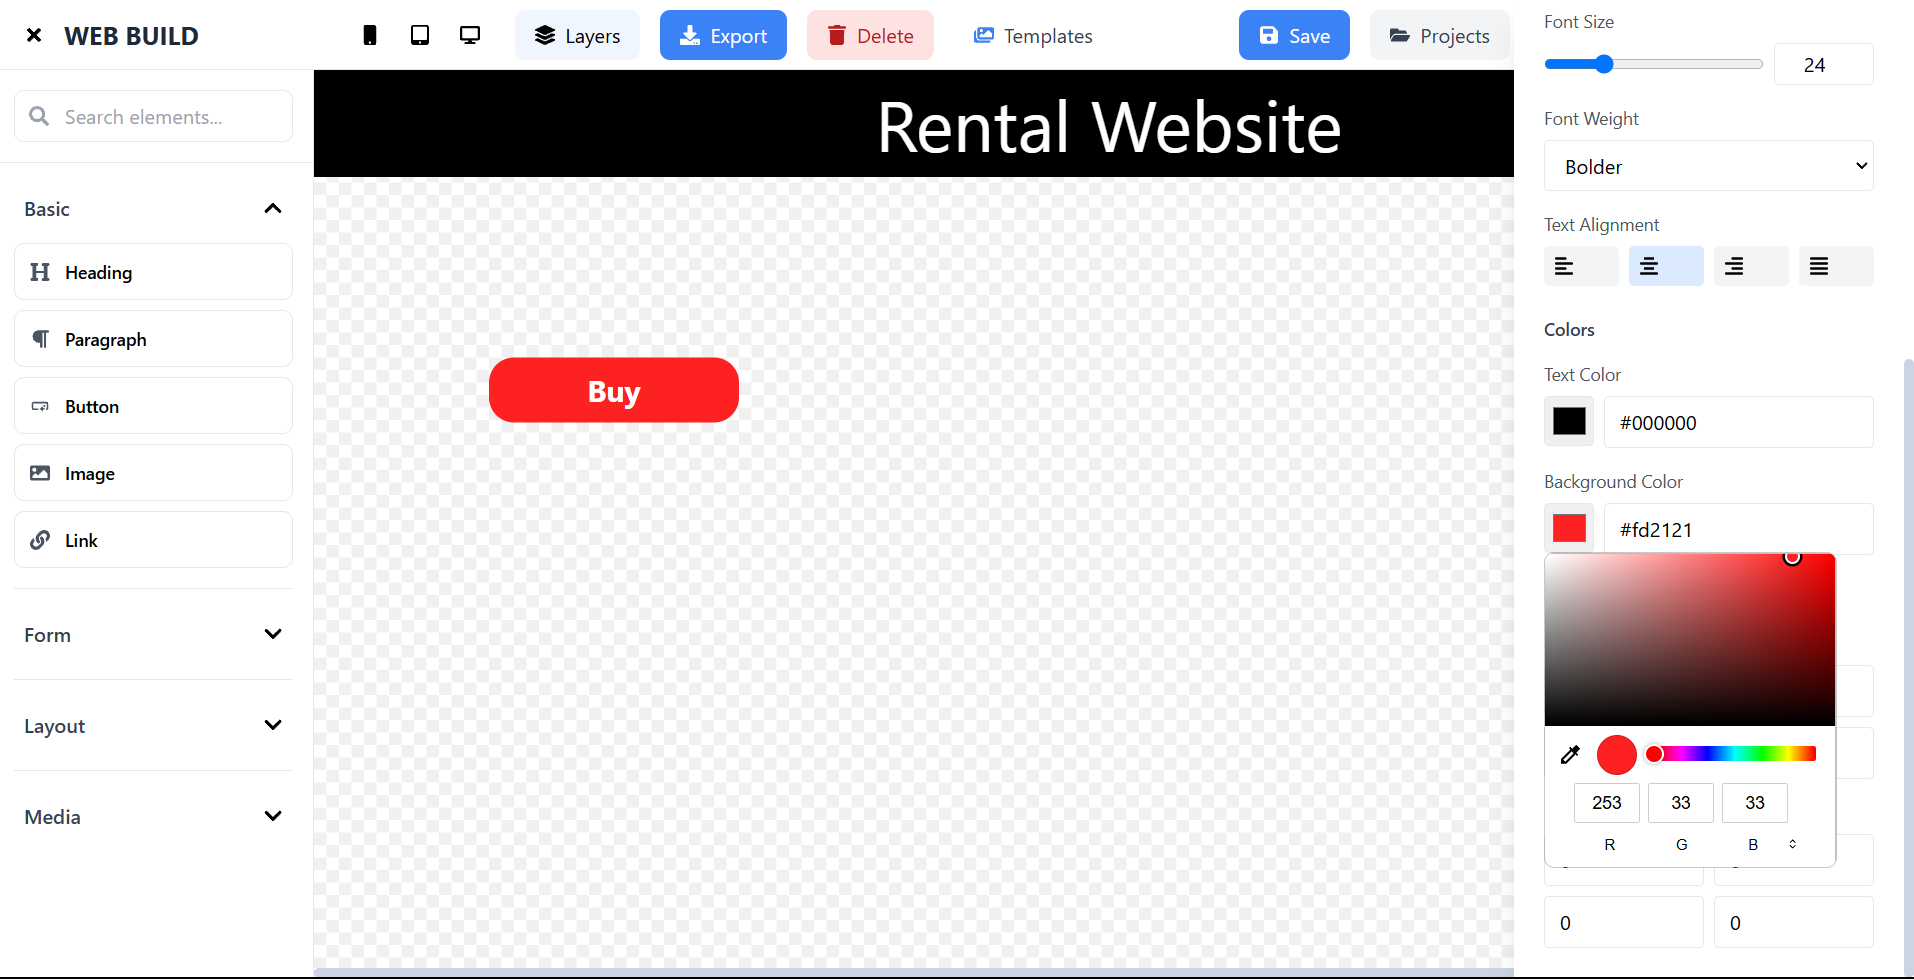 WEB BUILD
Layers
Export
Delete
Templates
Save
Projects
Search elements...
Basic
Heading
Paragraph
Button
Image
Link
Form
Layout
Media
Rental Website
Buy
Font Size
24
Font Weight
Bolder
Text Alignment
Colors
Text Color
#000000
Background Color
#fd2121
253 33 33
R G B
0 0